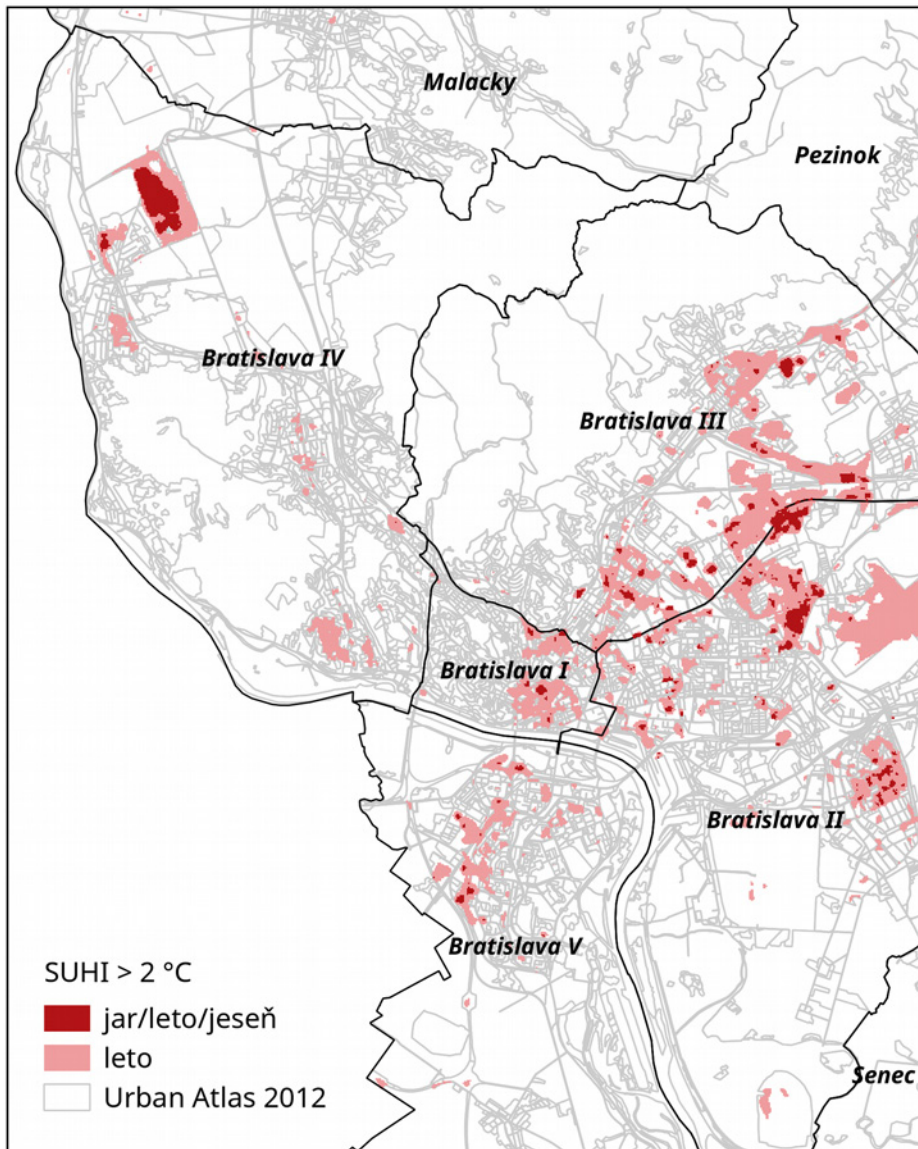 Malacky
Pezinok
Bratislava IV
Bratislava III
Bratislava I
Bratislava II
Bratislava V
Senec
SUHI > 2 °C
jar/leto/jeseň
leto
Urban Atlas 2012